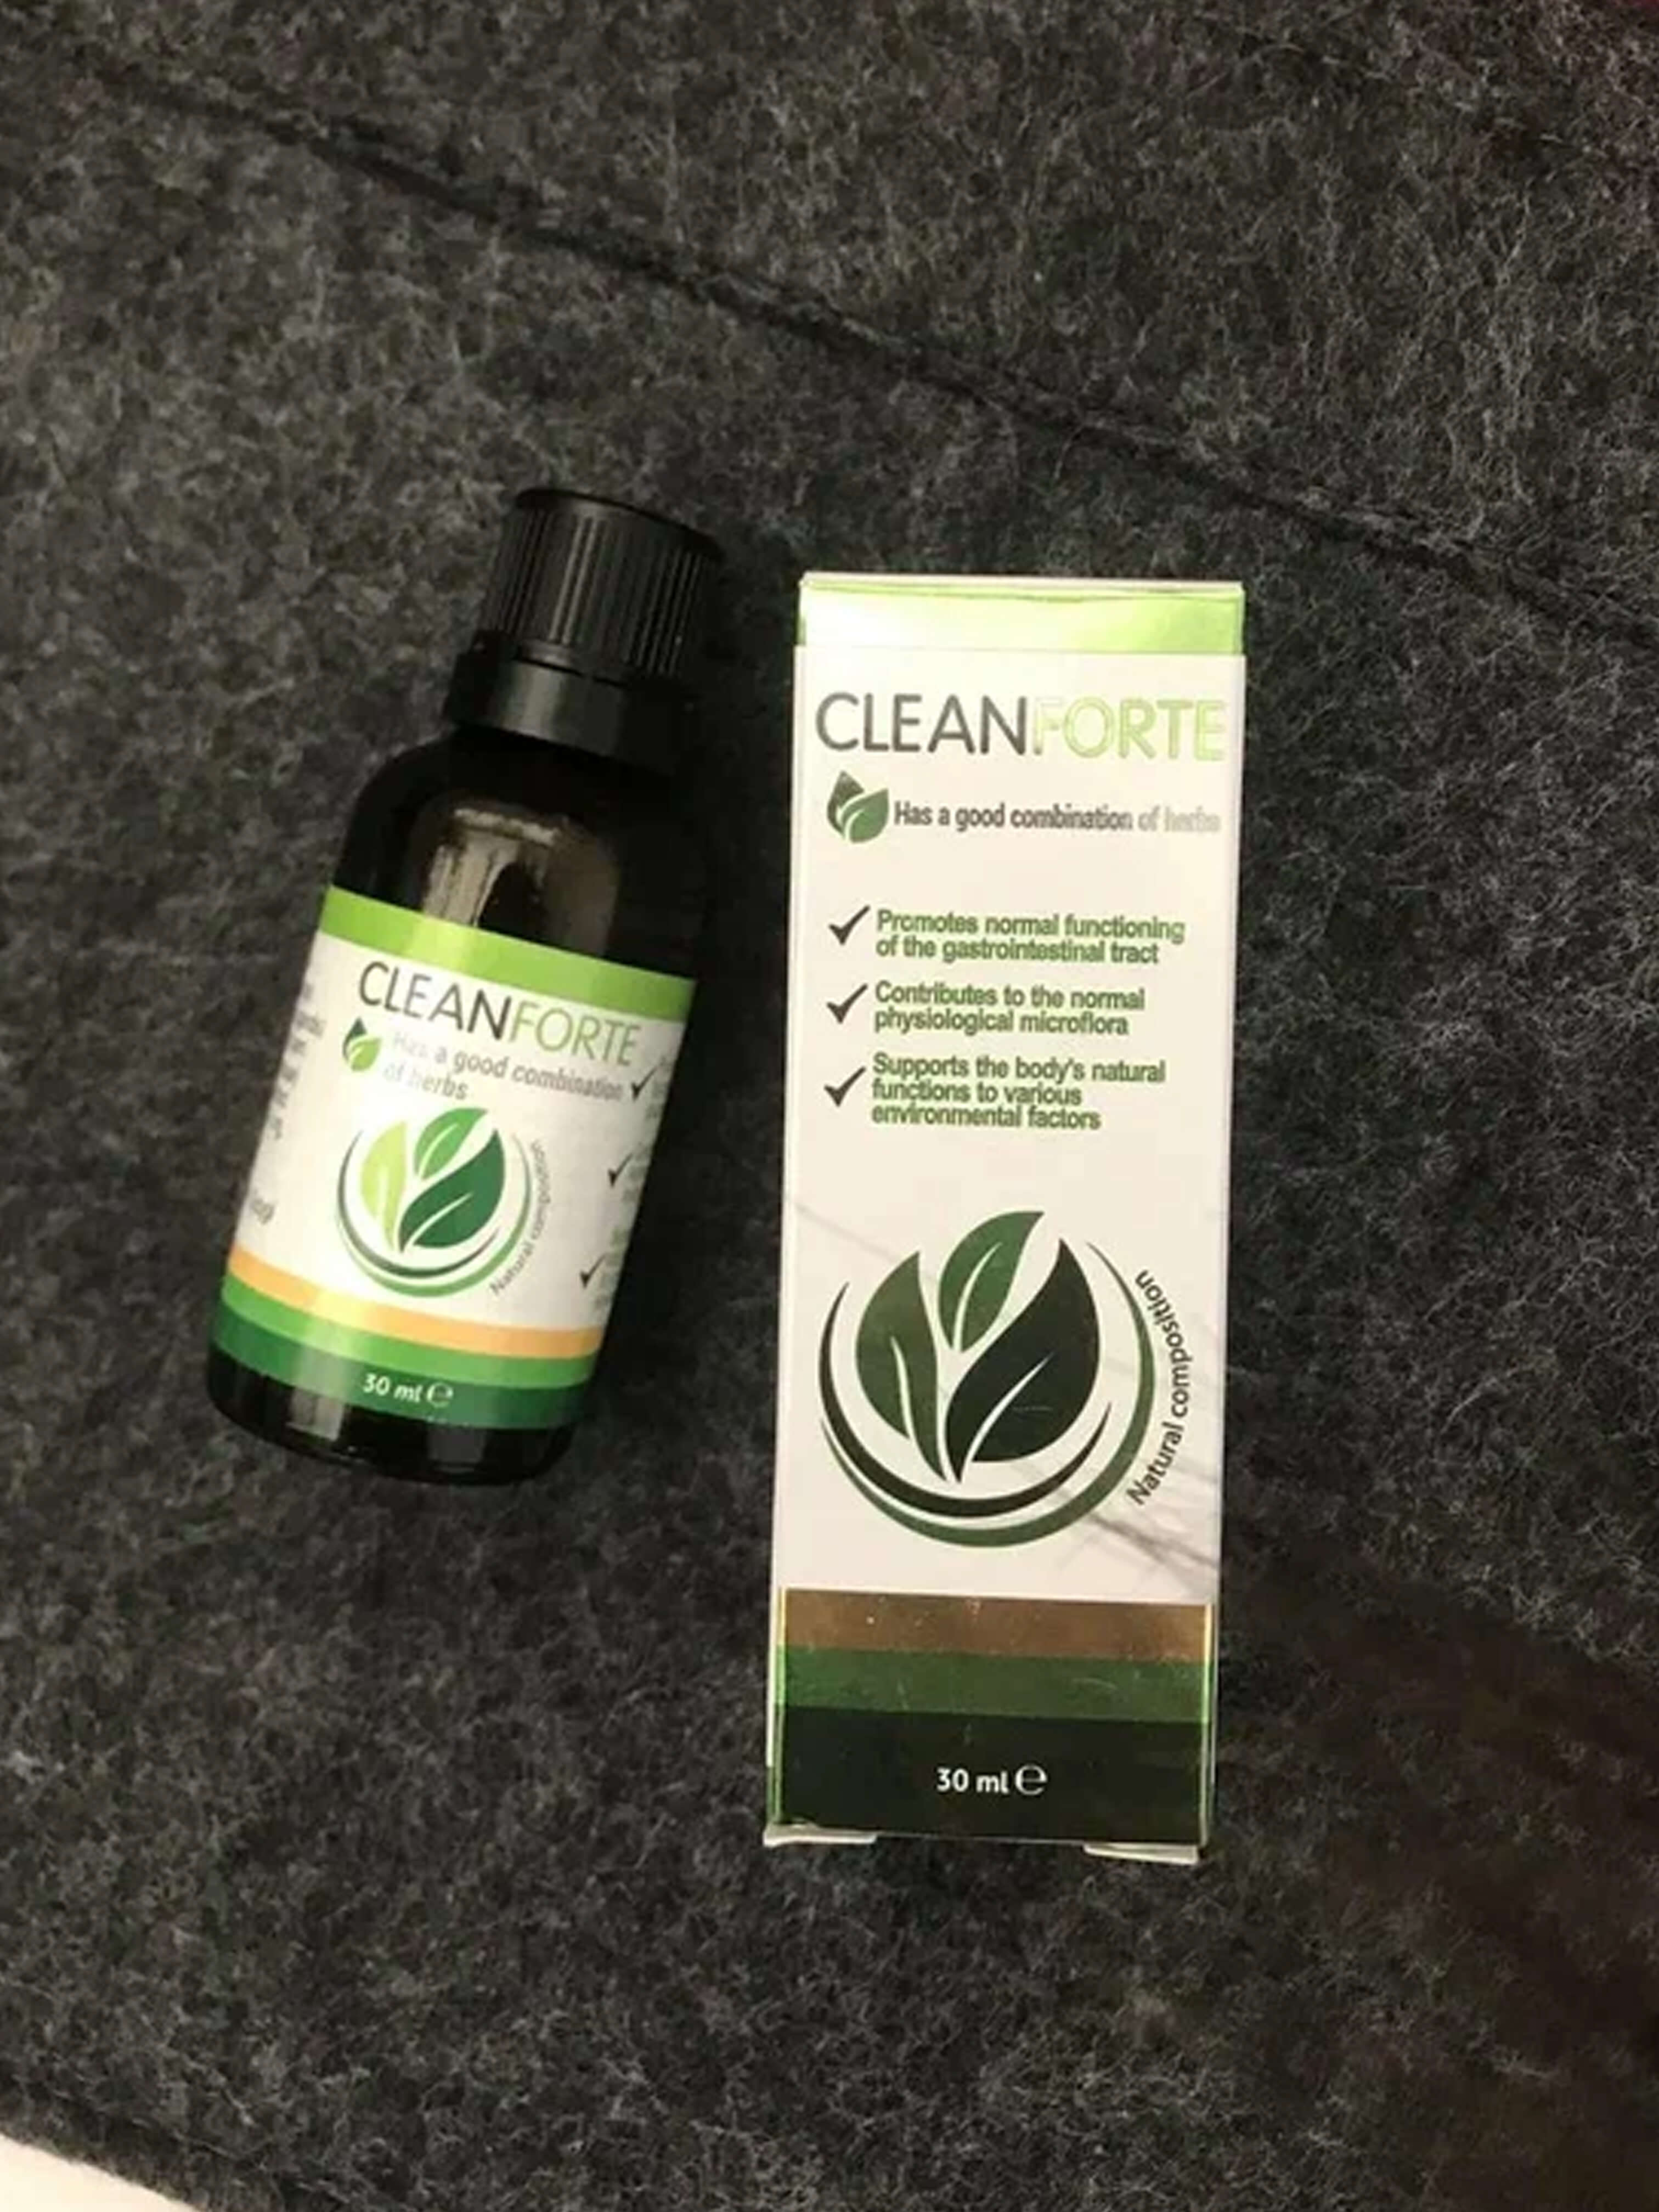 CLEANFORTE
Has a good combination
of herbs
Natural composition
30 ml ℮
CLEANFORTE
Has a good combination of herbs
Promotes normal functioning
of the gastrointestinal tract
Contributes to the normal
physiological microflora
Supports the body's natural
functions to various
environmental factors
Natural composition
30 ml ℮